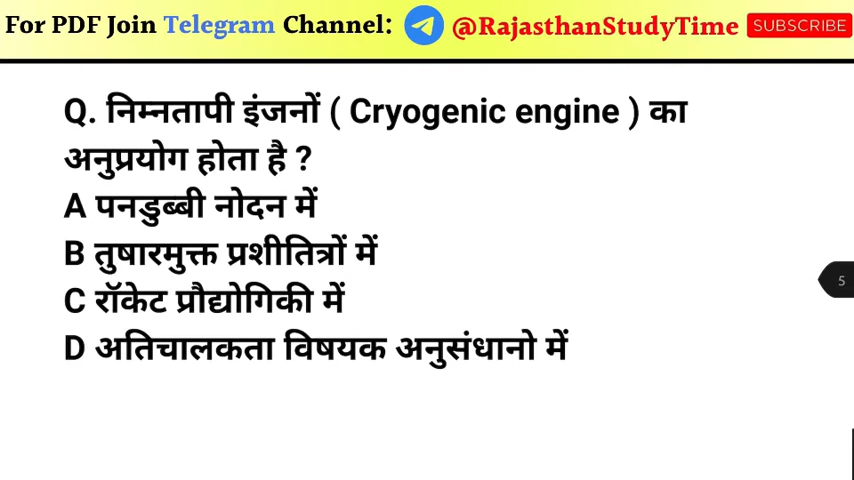 For PDF Join Telegram Channel: @RajasthanStudyTime SUBSCRIBE
Q. निम्नतापी इंजनों ( Cryogenic engine ) का
अनुप्रयोग होता है ?
A पनडुब्बी नोदन में
B तुषारमुक्त प्रशीतित्रों में
C रॉकेट प्रौद्योगिकी में
D अतिचालकता विषयक अनुसंधानो में
5